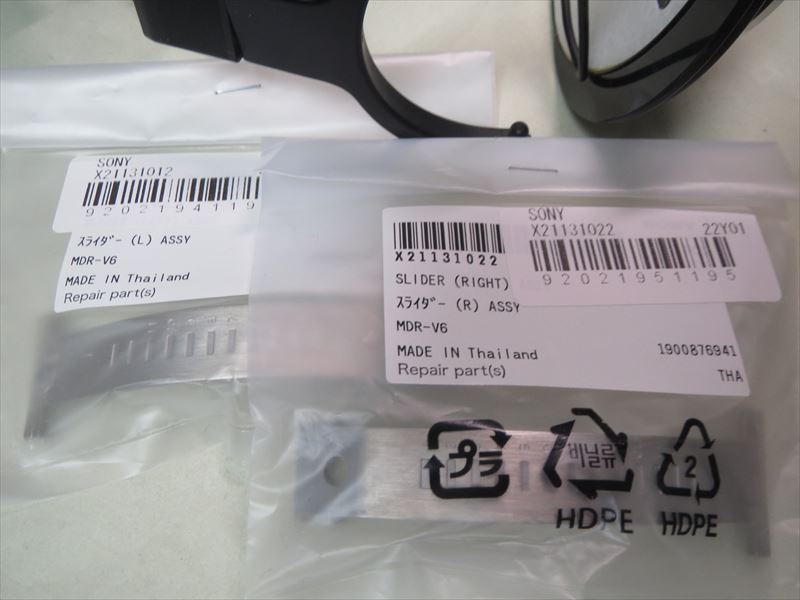 SONY
X21131012
9202194119
ｽﾗｲﾀﾞｰ (L) ASSY
MDR-V6
MADE IN Thailand
Repair part(s)
SONY
X21131022 22Y01
92021951195
X21131022
SLIDER (RIGHT)
ｽﾗｲﾀﾞｰ (R) ASSY
MDR-V6
MADE IN Thailand 1900876941
Repair part(s) THA
プラ
비닐류
HDPE
2
HDPE